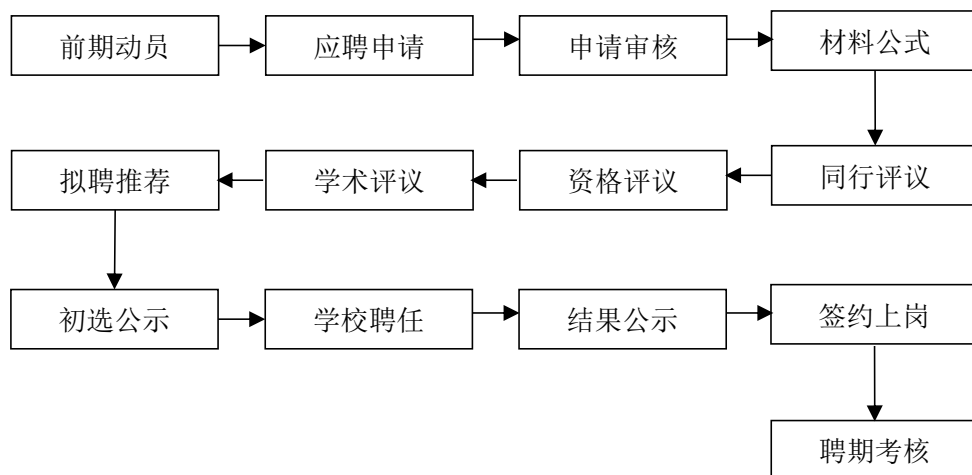 前期动员
应聘申请
申请审核
材料公式
同行评议
资格评议
学术评议
拟聘推荐
初选公示
学校聘任
结果公示
签约上岗
聘期考核